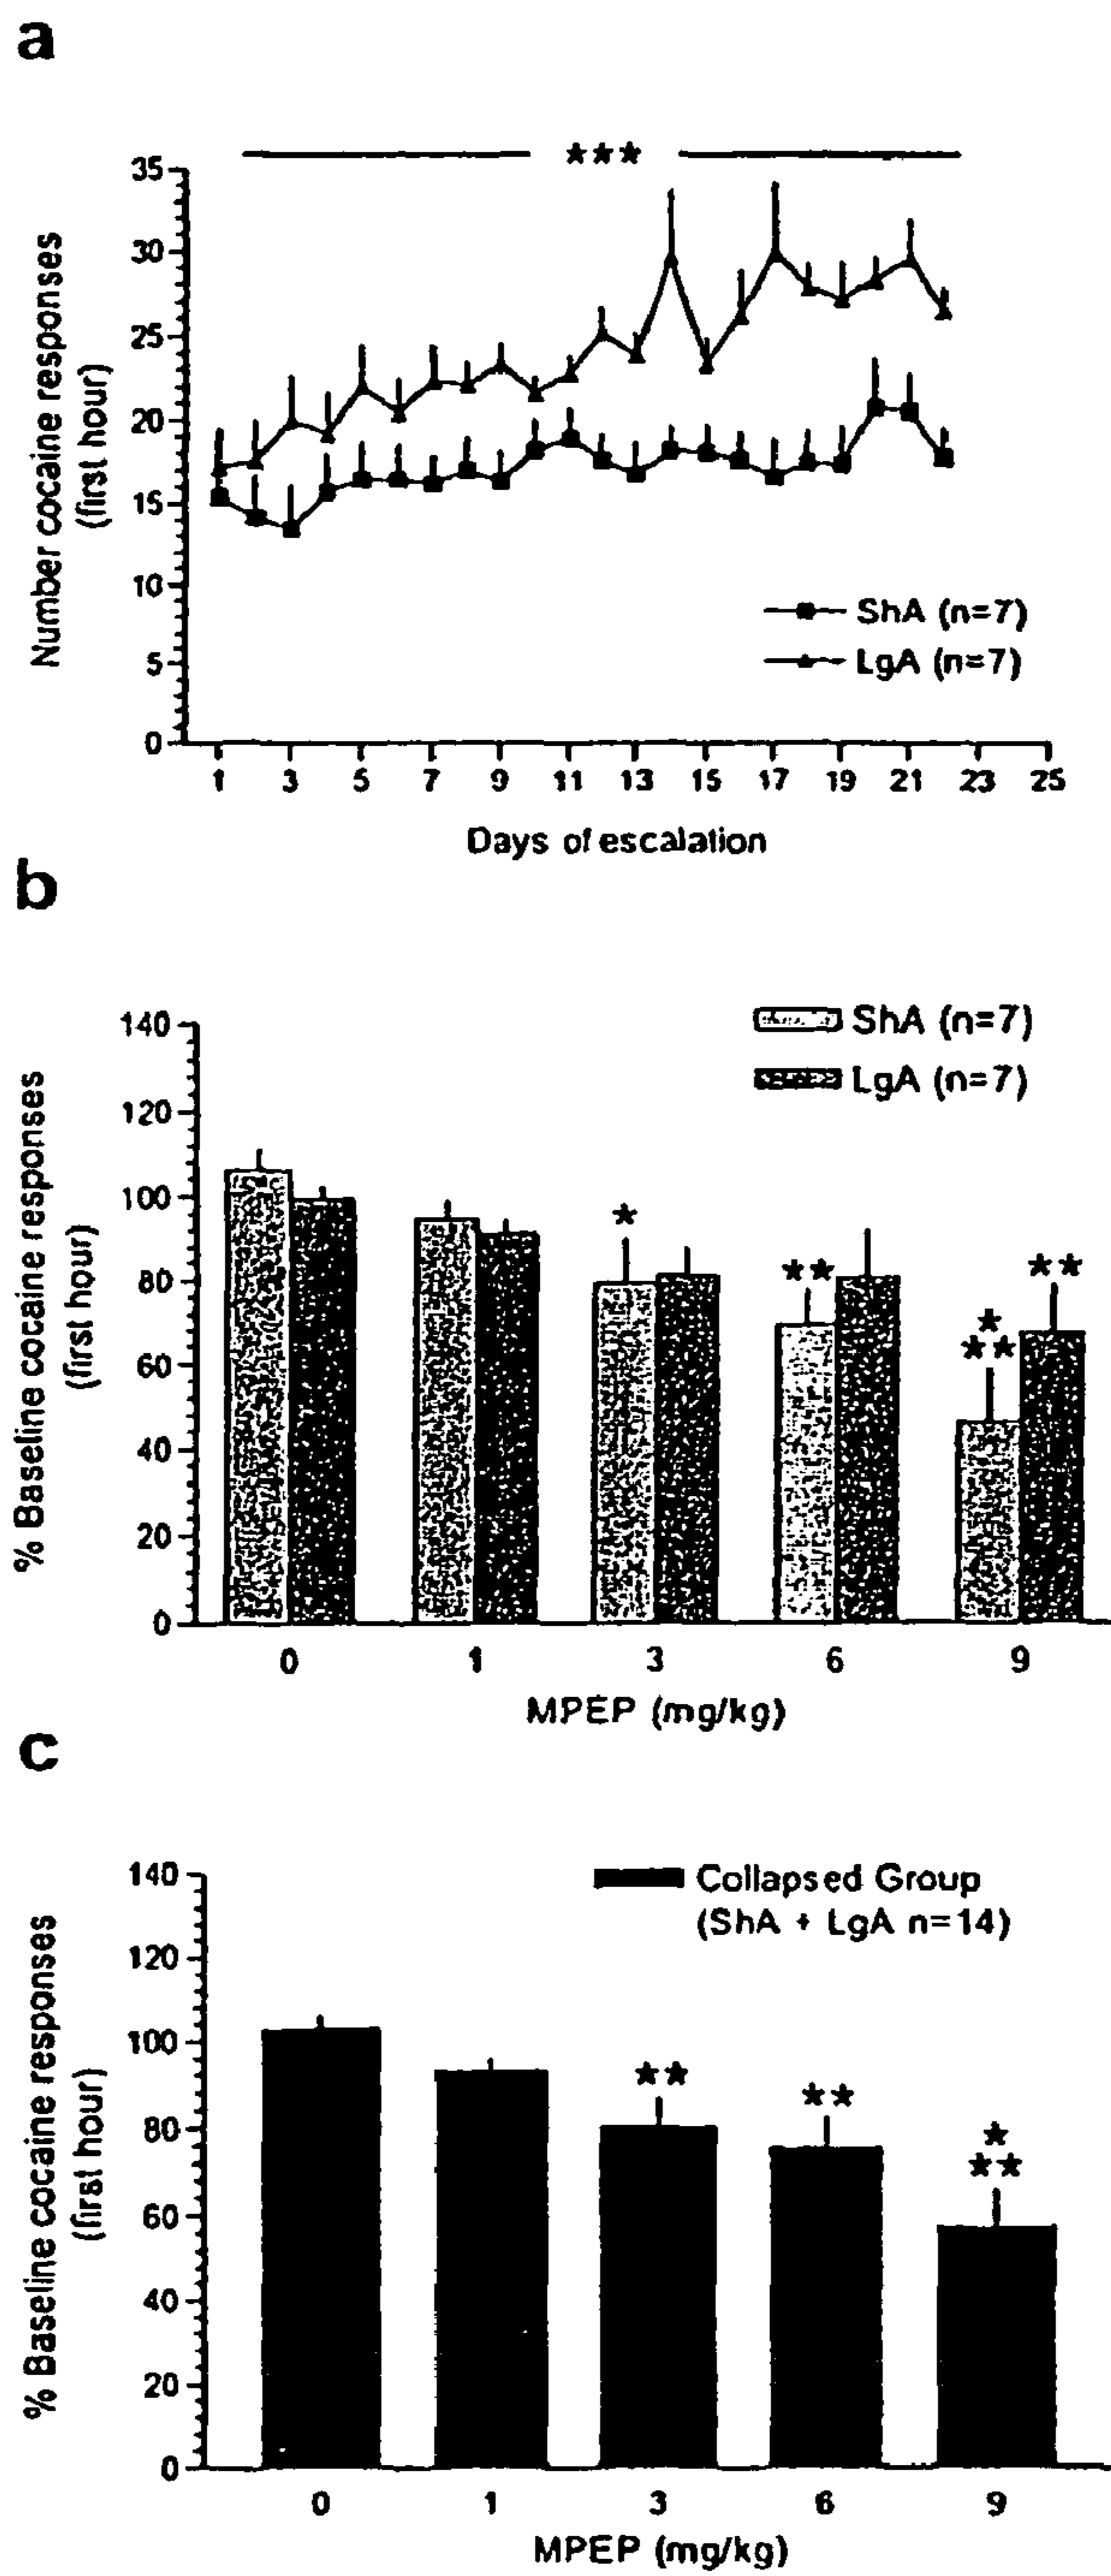 a
***
35
30
25
20
15
10
5
0
Number cocaine responses
(first hour)
ShA (n=7)
LgA (n=7)
1 3 5 7 9 11 13 15 17 19 21 23 25
Days of escalation
b
140
120
100
80
60
40
20
0
% Baseline cocaine responses
(first hour)
ShA (n=7)
LgA (n=7)
*
**
*
**
**
0 1 3 6 9
MPEP (mg/kg)
c
140
120
100
80
60
40
20
0
% Baseline cocaine responses
(first hour)
Collapsed Group
(ShA + LgA n=14)
**
**
*
**
0 1 3 6 9
MPEP (mg/kg)